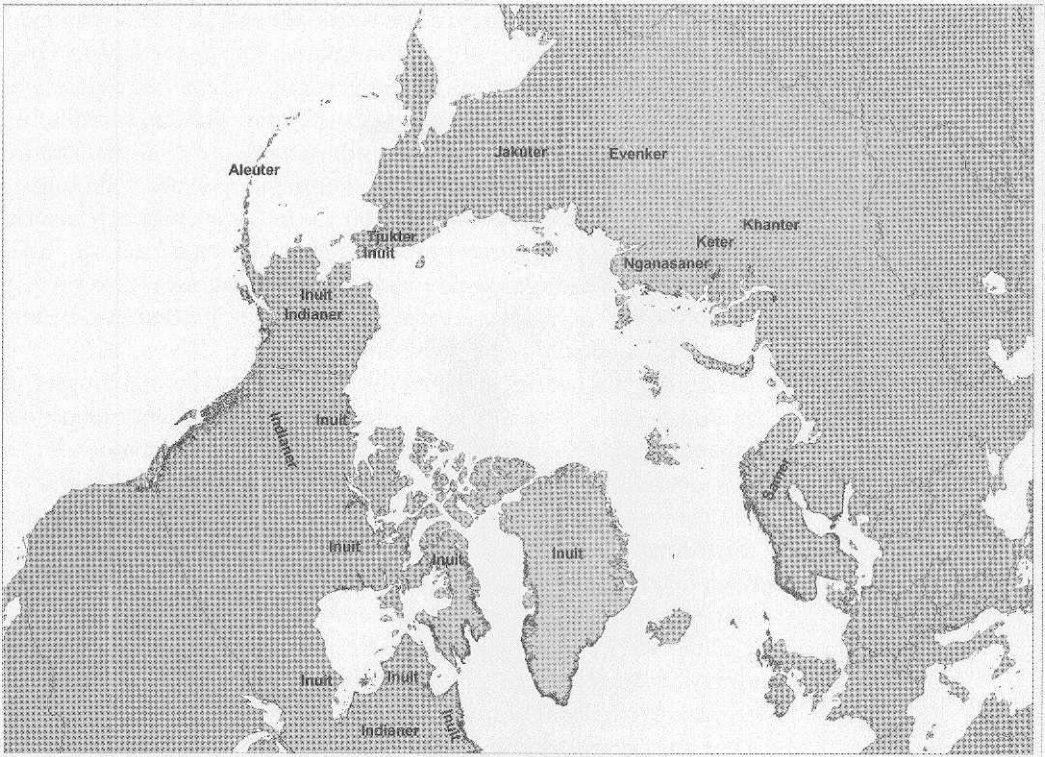 Jakuter
Evenker
Aleuter
Khanter
Tjukter
Keter
Inuit
Nganasaner
Inuit
Indianer
Indianer
Inuit
Samer
Inuit
Inuit
Inuit
Inuit
Inuit
Inuit
Indianer